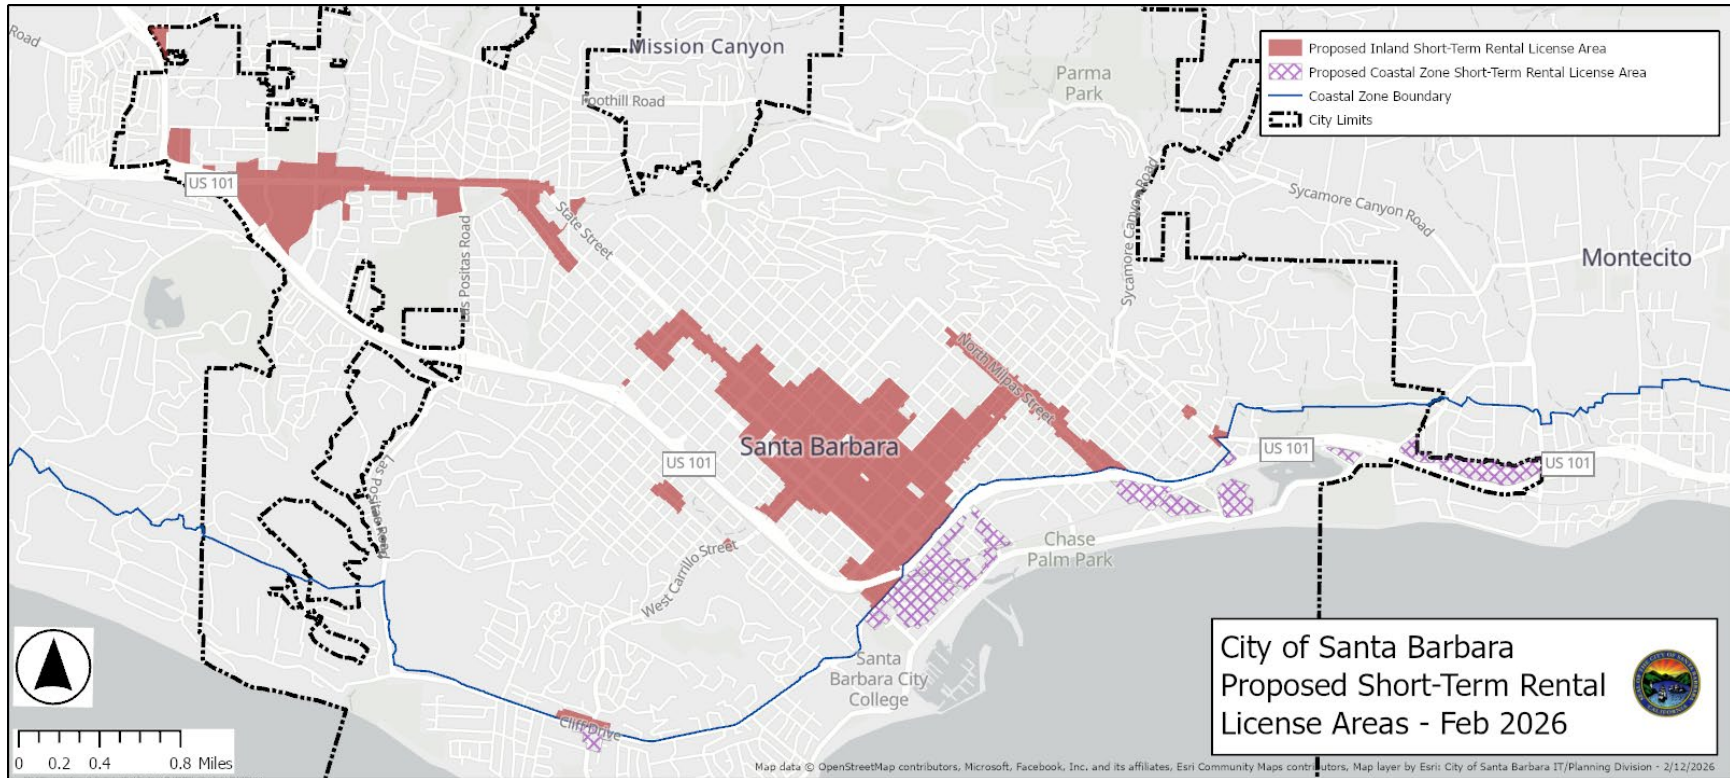 Road
Mission Canyon
Foothill Road
Parma
Park
Proposed Inland Short-Term Rental License Area
Proposed Coastal Zone Short-Term Rental License Area
Coastal Zone Boundary
City Limits
US 101
State Street
Las Positas Road
Sycamore Canyon Road
Sycamore Canyon Road
Montecito
North Milpas Street
Santa Barbara
US 101
US 101
US 101
Las Positas Road
West Carrillo Street
Chase
Palm Park
Santa
Barbara City
College
Cliff Drive
City of Santa Barbara
Proposed Short-Term Rental
License Areas - Feb 2026
0 0.2 0.4 0.8 Miles
Map data © OpenStreetMap contributors, Microsoft, Facebook, Inc. and its affiliates, Esri Community Maps contributors, Map layer by Esri: City of Santa Barbara IT/Planning Division - 2/12/2026